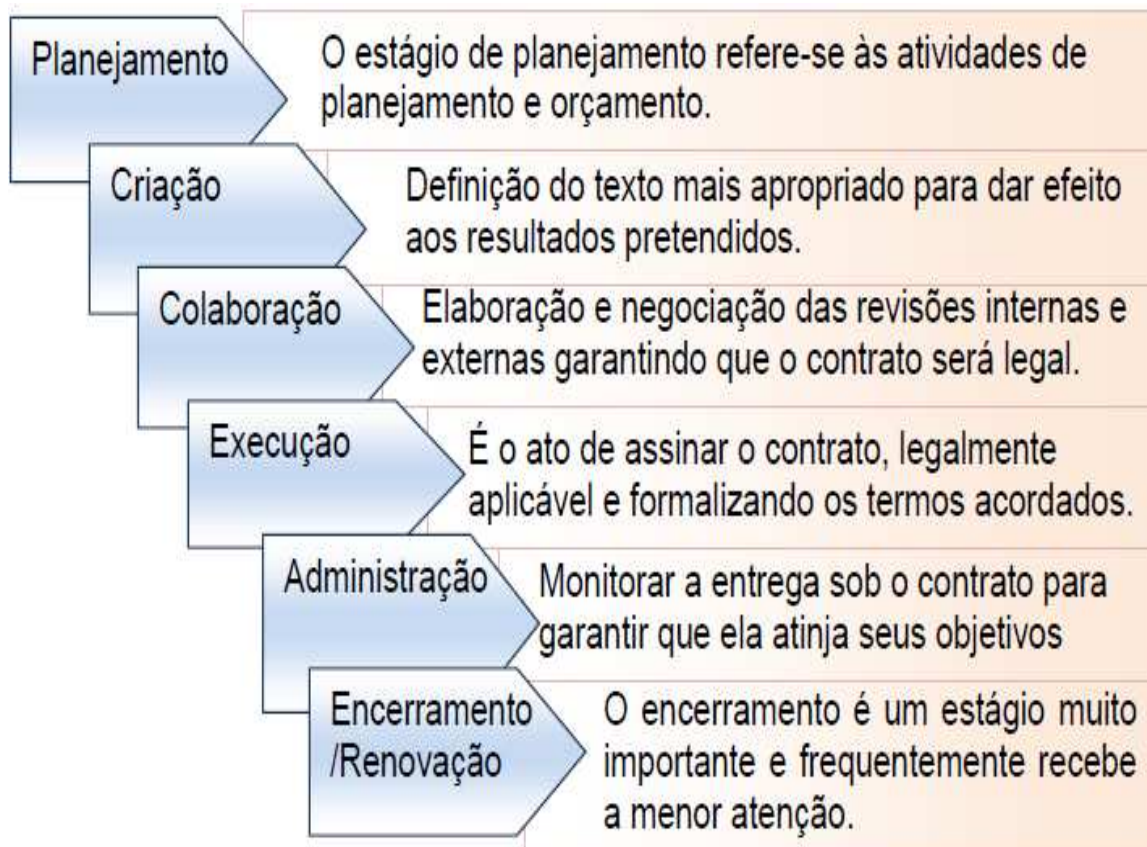 Planejamento
O estágio de planejamento refere-se às atividades de
planejamento e orçamento.
Criação
Definição do texto mais apropriado para dar efeito
aos resultados pretendidos.
Colaboração
Elaboração e negociação das revisões internas e
externas garantindo que o contrato será legal.
Execução
É o ato de assinar o contrato, legalmente
aplicável e formalizando os termos acordados.
Administração
Monitorar a entrega sob o contrato para
garantir que ela atinja seus objetivos
Encerramento
/Renovação
O encerramento é um estágio muito
importante e frequentemente recebe
a menor atenção.